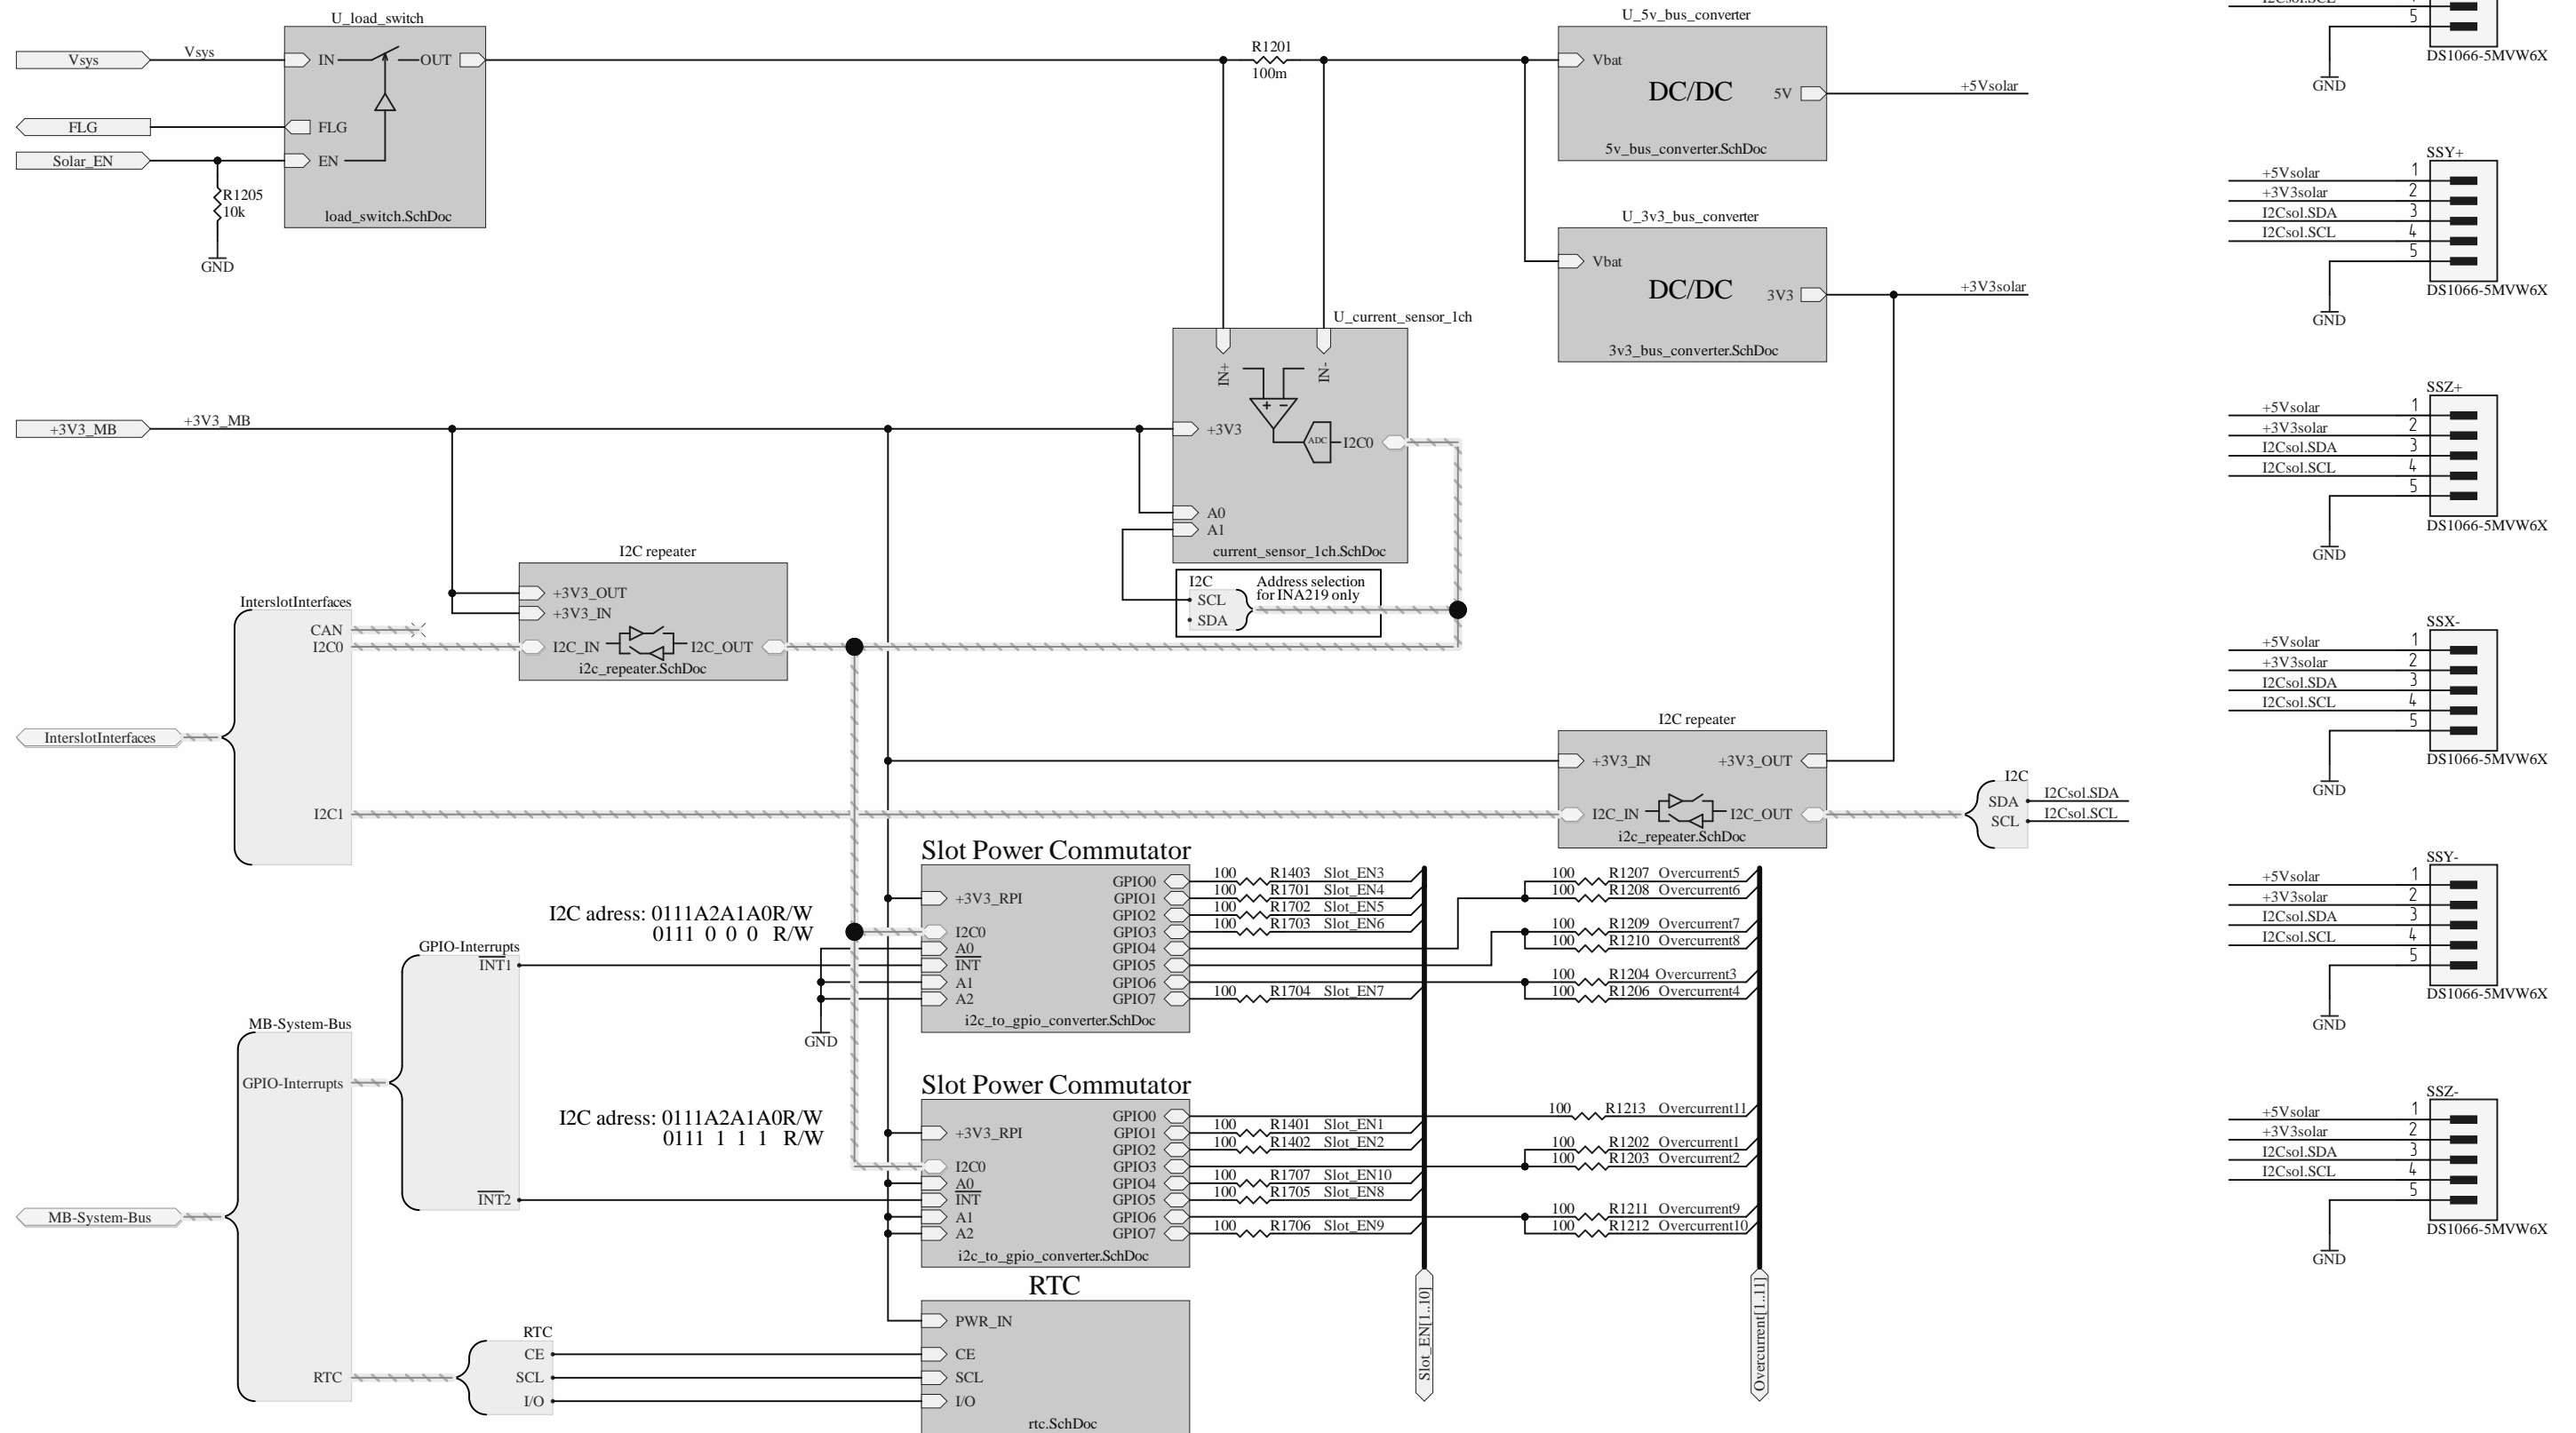 U_load_switch
Vsys
Vsys
IN
OUT
FLG
FLG
Solar_EN
EN
R1205
10k
GND
load_switch.SchDoc
R1201
100m
U_5v_bus_converter
Vbat
DC/DC
5V
+5Vsolar
5v_bus_converter.SchDoc
U_3v3_bus_converter
Vbat
DC/DC
3V3
+3V3solar
3v3_bus_converter.SchDoc
U_current_sensor_1ch
IN+
IN-
+3V3
ADC
I2C0
A0
A1
current_sensor_1ch.SchDoc
I2C
SCL
SDA
Address selection
for INA219 only
+3V3_MB
+3V3_MB
I2C repeater
+3V3_OUT
+3V3_IN
I2C_IN
I2C_OUT
i2c_repeater.SchDoc
InterslotInterfaces
CAN
I2C0
InterslotInterfaces
I2C1
I2C repeater
+3V3_IN
+3V3_OUT
I2C_IN
I2C_OUT
i2c_repeater.SchDoc
I2C
SDA
SCL
I2Csol.SDA
I2Csol.SCL
Slot Power Commutator
+3V3_RPI
I2C0
A0
INT
A1
A2
GPIO0
GPIO1
GPIO2
GPIO3
GPIO4
GPIO5
GPIO6
GPIO7
i2c_to_gpio_converter.SchDoc
100 R1403 Slot_EN3
100 R1701 Slot_EN4
100 R1702 Slot_EN5
100 R1703 Slot_EN6
100 R1704 Slot_EN7
100 R1207 Overcurrent5
100 R1208 Overcurrent6
100 R1209 Overcurrent7
100 R1210 Overcurrent8
100 R1204 Overcurrent3
100 R1206 Overcurrent4
I2C adress: 0111A2A1A0R/W
0111 0 0 0 R/W
GND
GPIO-Interrupts
INT1
INT2
MB-System-Bus
GPIO-Interrupts
MB-System-Bus
RTC
I2C adress: 0111A2A1A0R/W
0111 1 1 1 R/W
Slot Power Commutator
+3V3_RPI
I2C0
A0
INT
A1
A2
GPIO0
GPIO1
GPIO2
GPIO3
GPIO4
GPIO5
GPIO6
GPIO7
i2c_to_gpio_converter.SchDoc
100 R1213 Overcurrent11
100 R1401 Slot_EN1
100 R1402 Slot_EN2
100 R1202 Overcurrent1
100 R1203 Overcurrent2
100 R1707 Slot_EN10
100 R1705 Slot_EN8
100 R1211 Overcurrent9
100 R1706 Slot_EN9
100 R1212 Overcurrent10
Slot_EN[1..10]
Overcurrent[1..11]
RTC
PWR_IN
CE
SCL
I/O
rtc.SchDoc
RTC
CE
SCL
I/O
5
DS1066-5MVW6X
GND
SSY+
+5Vsolar 1
+3V3solar 2
I2Csol.SDA 3
I2Csol.SCL 4
5
DS1066-5MVW6X
GND
SSZ+
+5Vsolar 1
+3V3solar 2
I2Csol.SDA 3
I2Csol.SCL 4
5
DS1066-5MVW6X
GND
SSX-
+5Vsolar 1
+3V3solar 2
I2Csol.SDA 3
I2Csol.SCL 4
5
DS1066-5MVW6X
GND
SSY-
+5Vsolar 1
+3V3solar 2
I2Csol.SDA 3
I2Csol.SCL 4
5
DS1066-5MVW6X
GND
SSZ-
+5Vsolar 1
+3V3solar 2
I2Csol.SDA 3
I2Csol.SCL 4
5
DS1066-5MVW6X
GND